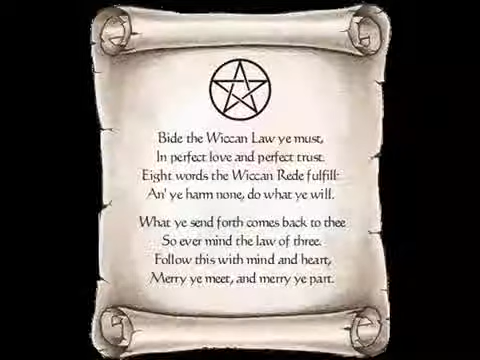 Bide the Wiccan Law ye must,
In perfect love and perfect trust.
Eight words the Wiccan Rede fulfill:
An' ye harm none, do what ye will.
What ye send forth comes back to thee
So ever mind the law of three.
Follow this with mind and heart,
Merry ye meet, and merry ye part.